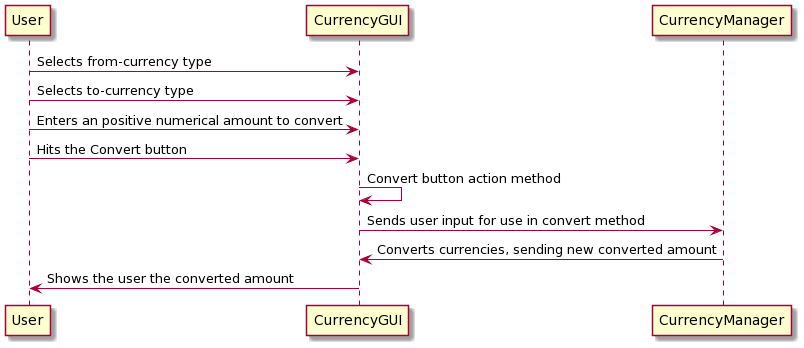 User
CurrencyGUI
CurrencyManager
Selects from-currency type
Selects to-currency type
Enters an positive numerical amount to convert
Hits the Convert button
Convert button action method
Sends user input for use in convert method
Converts currencies, sending new converted amount
Shows the user the converted amount
User
CurrencyGUI
CurrencyManager